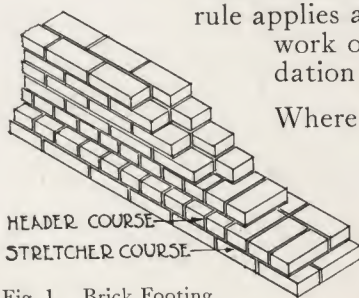 rule applies a
work o
dation
Where
HEADER COURSE
STRETCHER COURSE
Fig. 1. Brick Footing